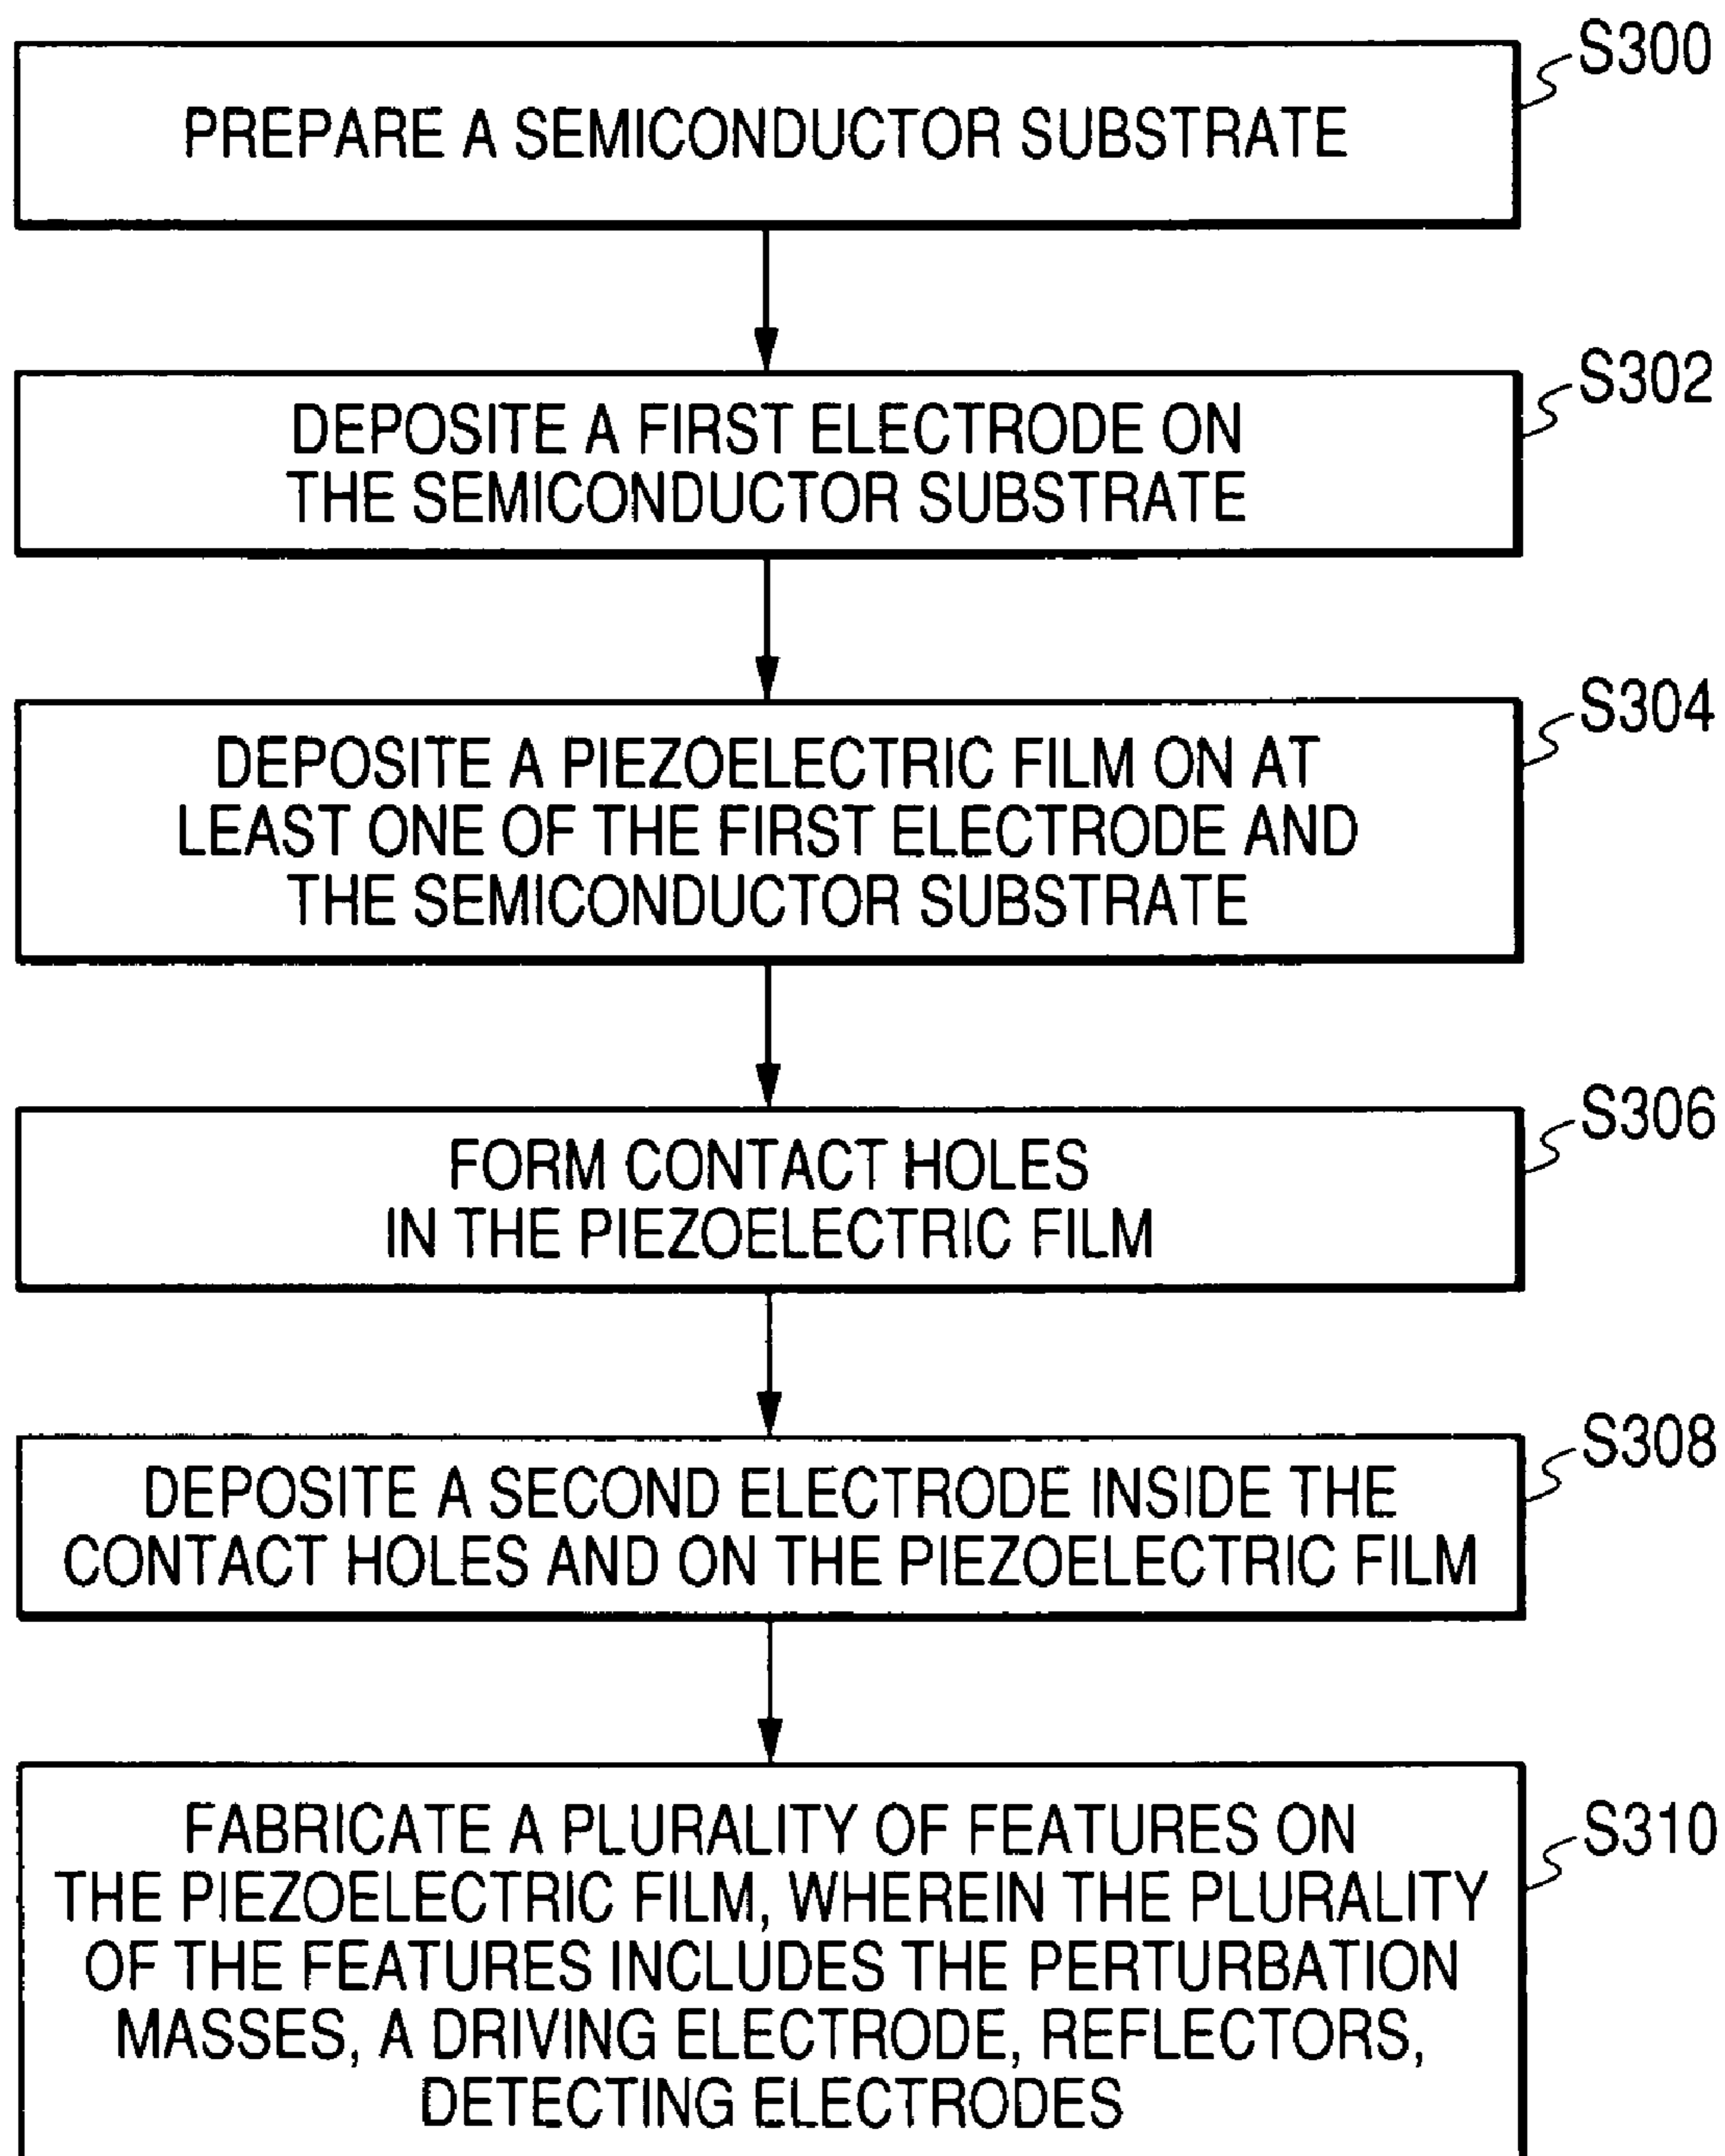 S300
PREPARE A SEMICONDUCTOR SUBSTRATE
S302
DEPOSITE A FIRST ELECTRODE ON
THE SEMICONDUCTOR SUBSTRATE
S304
DEPOSITE A PIEZOELECTRIC FILM ON AT
LEAST ONE OF THE FIRST ELECTRODE AND
THE SEMICONDUCTOR SUBSTRATE
S306
FORM CONTACT HOLES
IN THE PIEZOELECTRIC FILM
S308
DEPOSITE A SECOND ELECTRODE INSIDE THE
CONTACT HOLES AND ON THE PIEZOELECTRIC FILM
S310
FABRICATE A PLURALITY OF FEATURES ON
THE PIEZOELECTRIC FILM, WHEREIN THE PLURALITY
OF THE FEATURES INCLUDES THE PERTURBATION
MASSES, A DRIVING ELECTRODE, REFLECTORS,
DETECTING ELECTRODES